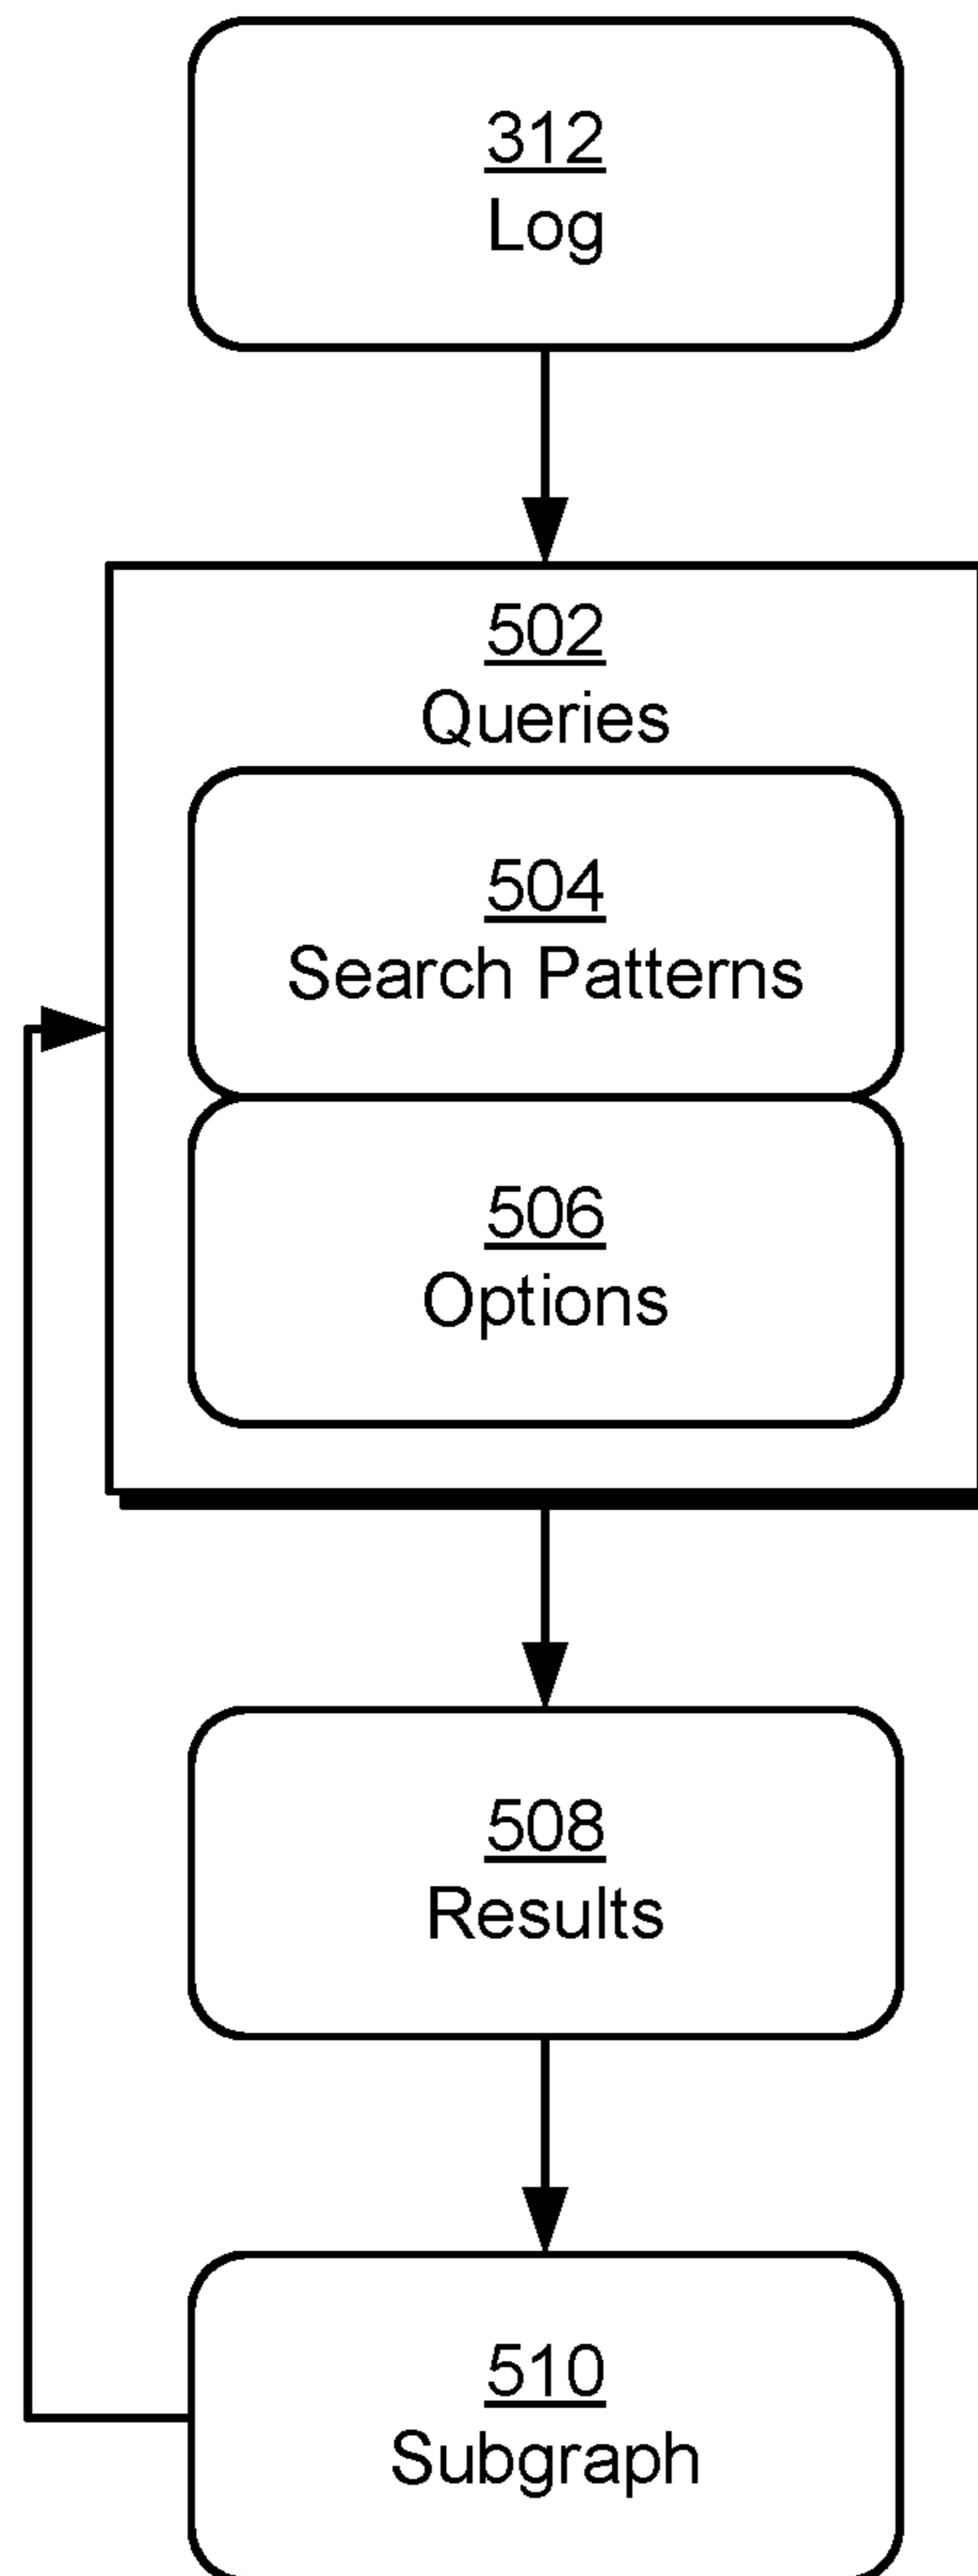 312
Log
502
Queries
504
Search Patterns
506
Options
508
Results
510
Subgraph